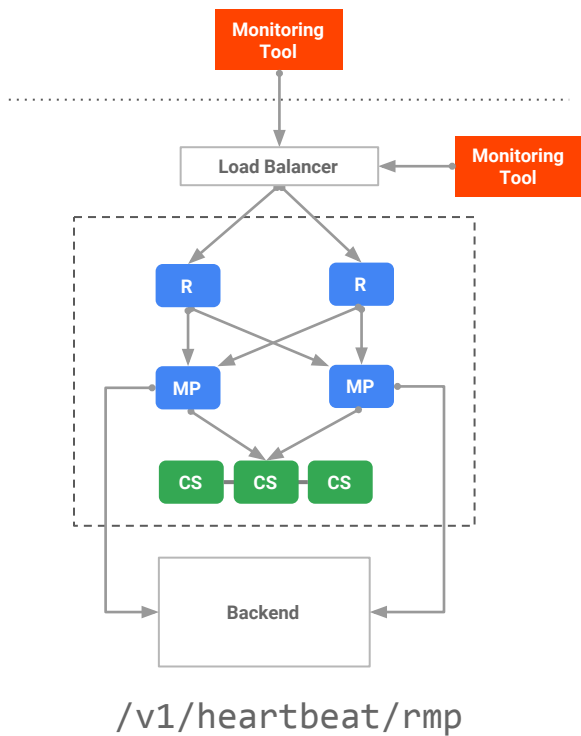 Monitoring
Tool
Load Balancer
Monitoring
Tool
R
R
MP
MP
CS
CS
CS
Backend
/v1/heartbeat/rmp